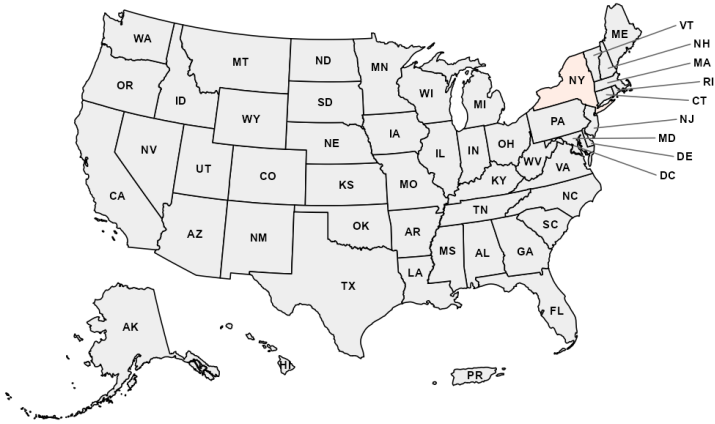 WA
MT
ND
MN
ME
VT
NH
MA
RI
CT
NJ
MD
DE
DC
OR
ID
WY
SD
WI
MI
NY
PA
NV
UT
CO
NE
IA
IL
IN
OH
WV
VA
CA
AZ
NM
KS
MO
KY
NC
TN
SC
OK
AR
MS
AL
GA
TX
LA
FL
AK
HI
PR